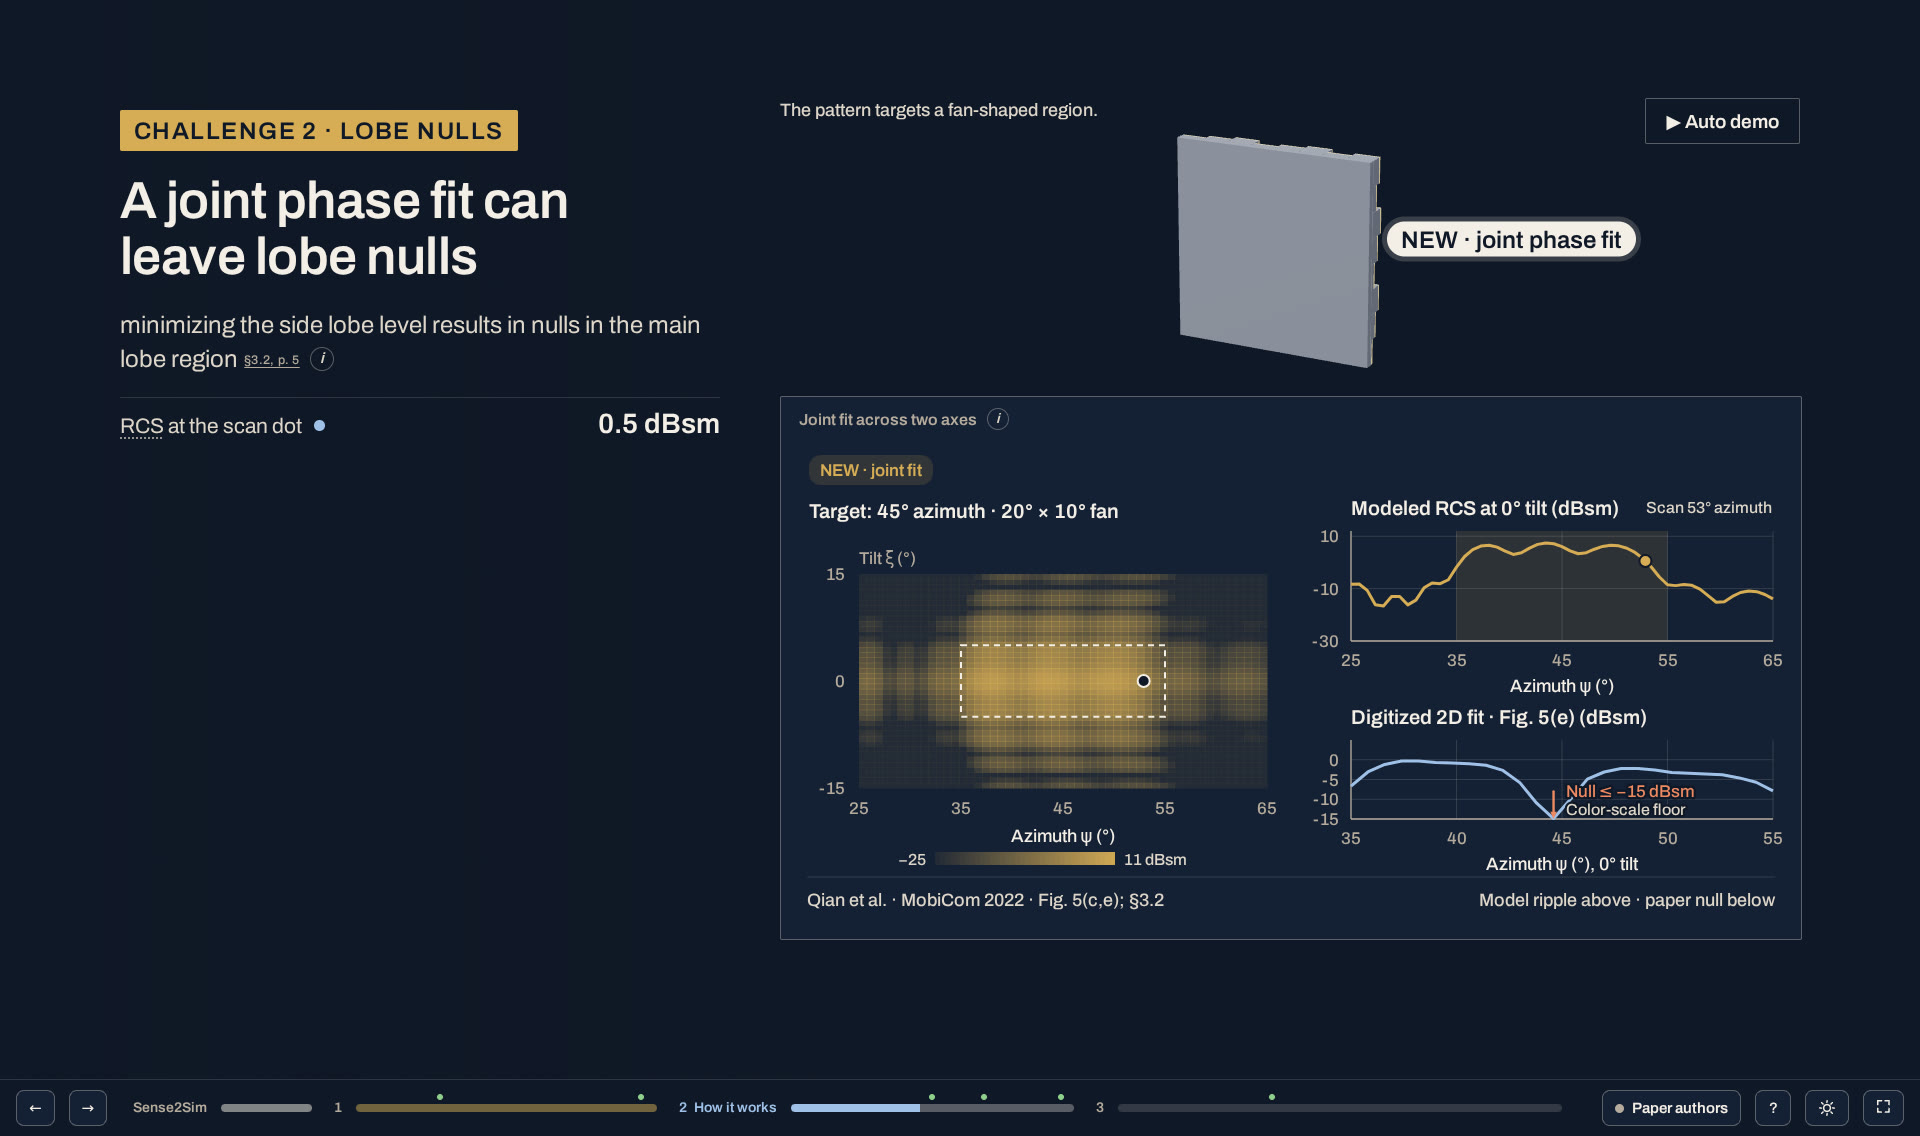 CHALLENGE 2 · LOBE NULLS
A joint phase fit can
leave lobe nulls
minimizing the side lobe level results in nulls in the main
lobe region §3.2, p. 5 i
RCS at the scan dot
0.5 dBsm
The pattern targets a fan-shaped region.
▶ Auto demo
NEW · joint phase fit
Joint fit across two axes i
NEW · joint fit
Target: 45° azimuth · 20° × 10° fan
Tilt ξ (°)
15
0
-15
25 35 45 55 65
Azimuth ψ (°)
−25 11 dBsm
Modeled RCS at 0° tilt (dBsm) Scan 53° azimuth
10
-10
-30
25 35 45 55 65
Azimuth ψ (°)
Digitized 2D fit · Fig. 5(e) (dBsm)
0
-5
-10
-15
Null ≤ −15 dBsm
Color-scale floor
35 40 45 50 55
Azimuth ψ (°), 0° tilt
Qian et al. · MobiCom 2022 · Fig. 5(c,e); §3.2
Model ripple above · paper null below
← → Sense2Sim 1 2 How it works 3 Paper authors ?